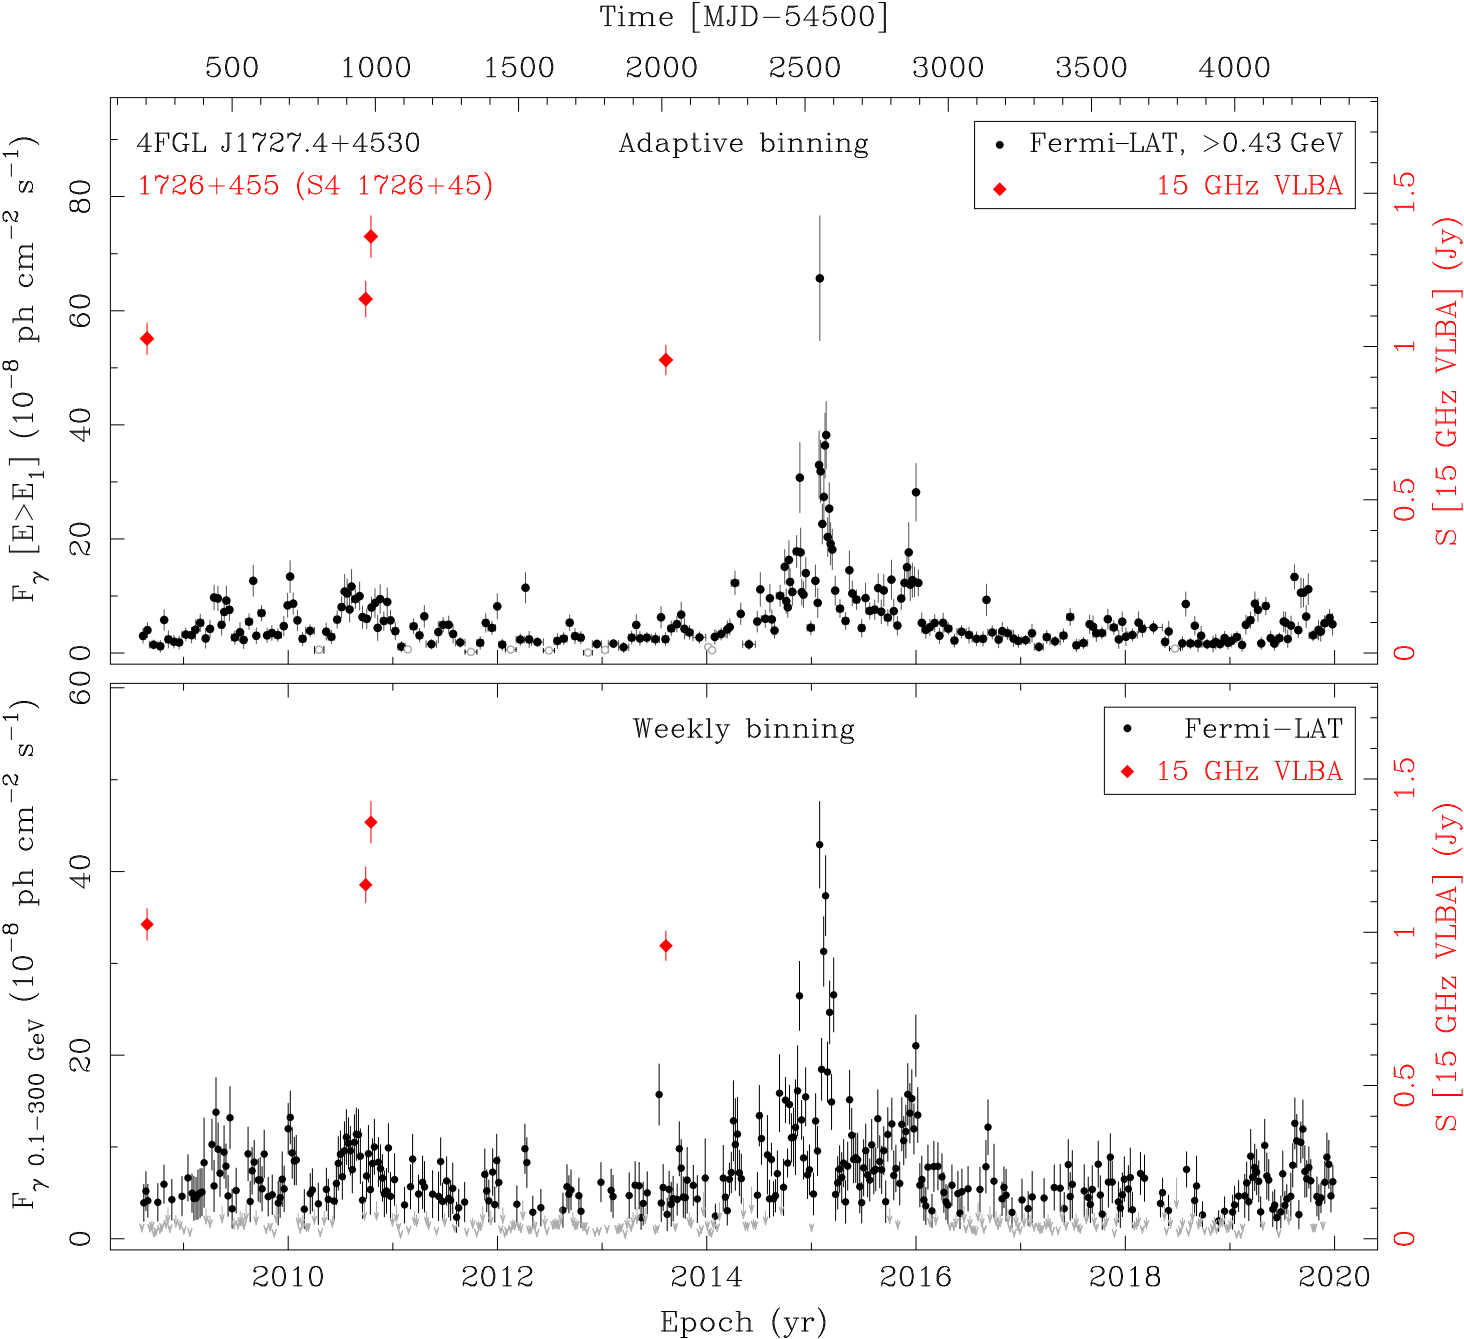 Time [MJD−54500]
500 1000 1500 2000 2500 3000 3500 4000
4FGL J1727.4+4530
1726+455 (S4 1726+45)
Adaptive binning
Fermi−LAT, >0.43 GeV
15 GHz VLBA
F_γ [E>E_1] (10^−8 ph cm^−2 s^−1)
80
60
40
20
0
S [15 GHz VLBA] (Jy)
1.5
1
0.5
0
Weekly binning
Fermi−LAT
15 GHz VLBA
F_γ 0.1−300 GeV (10^−8 ph cm^−2 s^−1)
60
40
20
0
S [15 GHz VLBA] (Jy)
1.5
1
0.5
0
2010 2012 2014 2016 2018 2020
Epoch (yr)